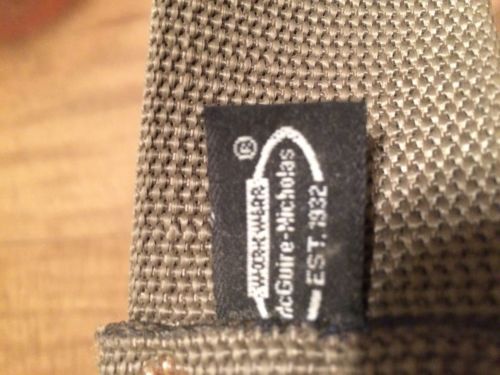 ®
WORKWEAR
McGuire-Nicholas
EST. 1932